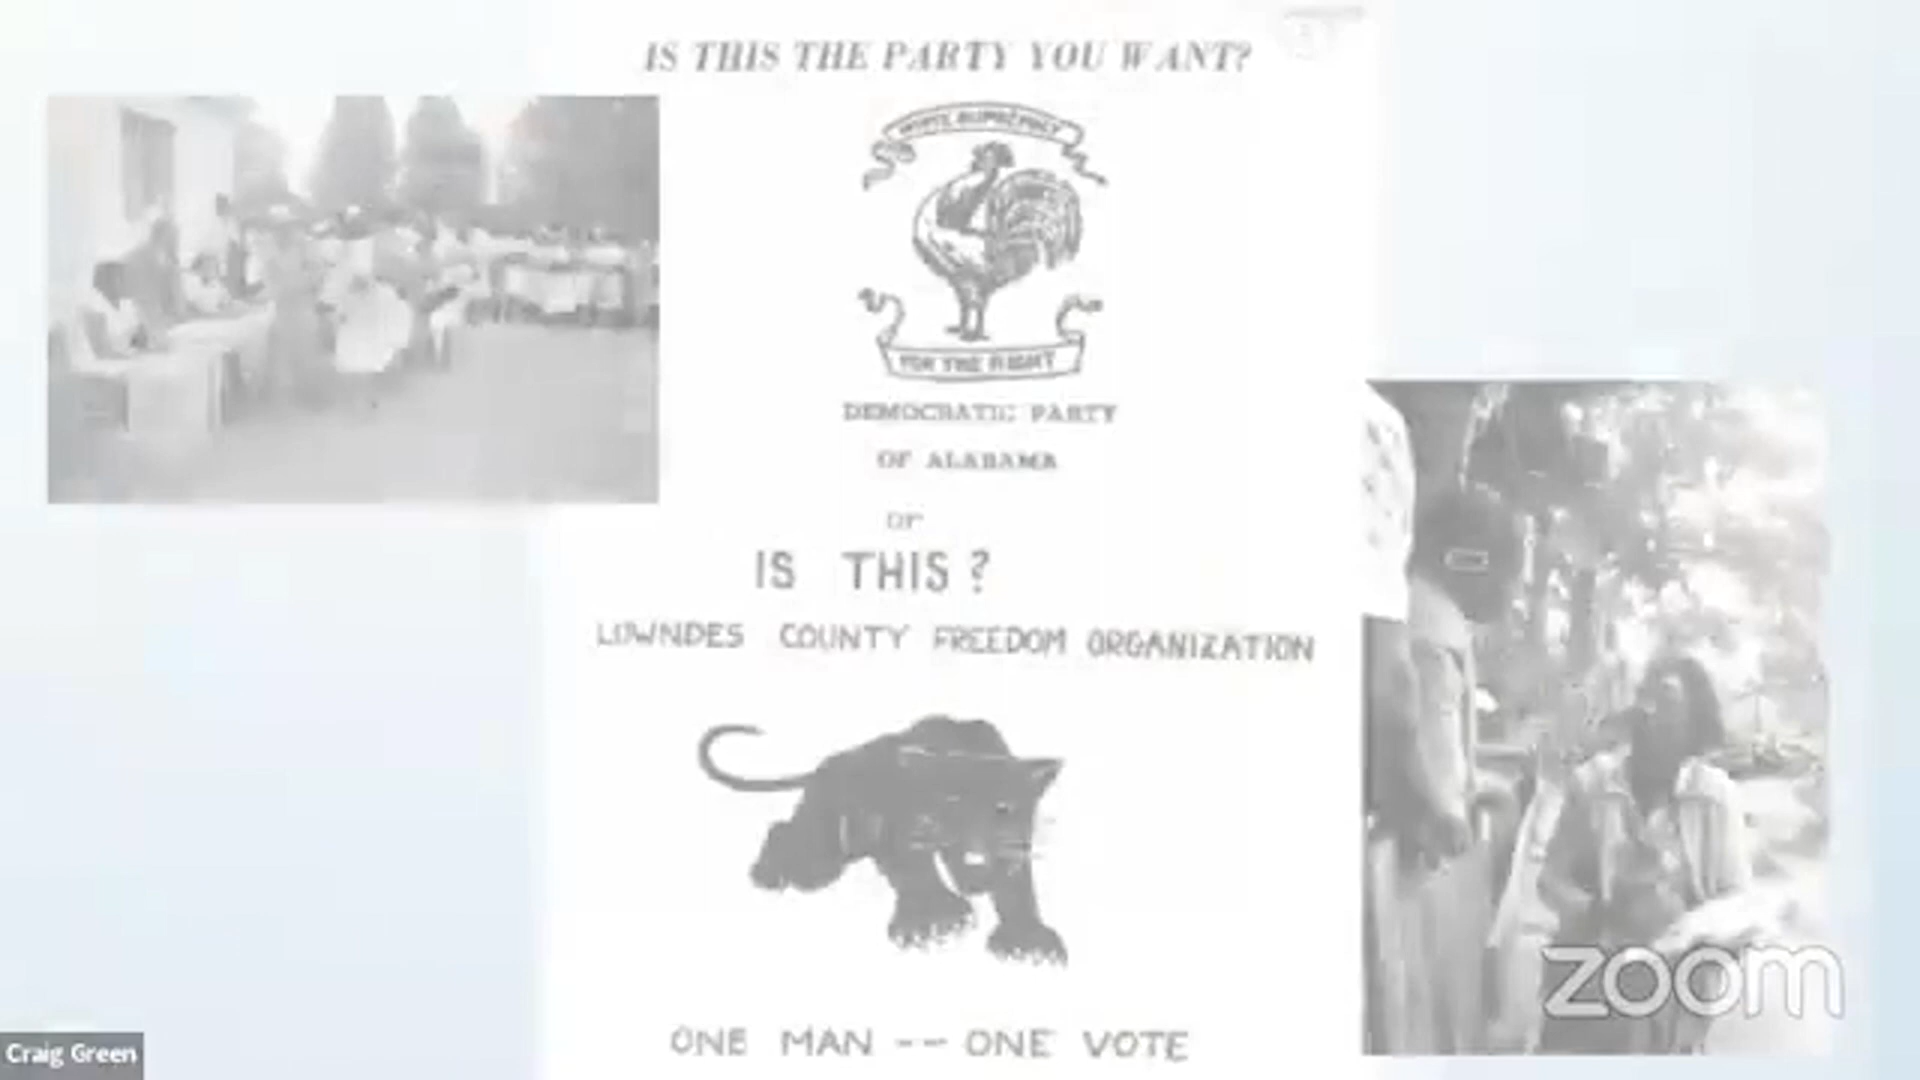 IS THIS THE PARTY YOU WANT?
WHITE SUPREMACY
FOR THE RIGHT
DEMOCRATIC PARTY
OF ALABAMA
or
IS THIS?
LOWNDES COUNTY FREEDOM ORGANIZATION
ONE MAN -- ONE VOTE
zoom
Craig Green